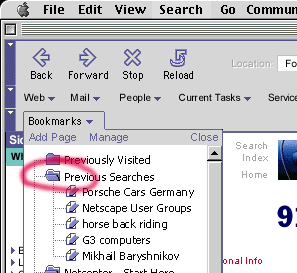 File Edit View Search Go Commun
Back Forward Stop Reload Location:
Web Mail People Current Tasks Service
Bookmarks
Add Page Manage Close
Previously Visited
Previous Searches
Porsche Cars Germany
Netscape User Groups
horse back riding
G3 computers
Mikhail Baryshnikov
Netcenter - Start Here
Search
Index
Home
9
onal Info